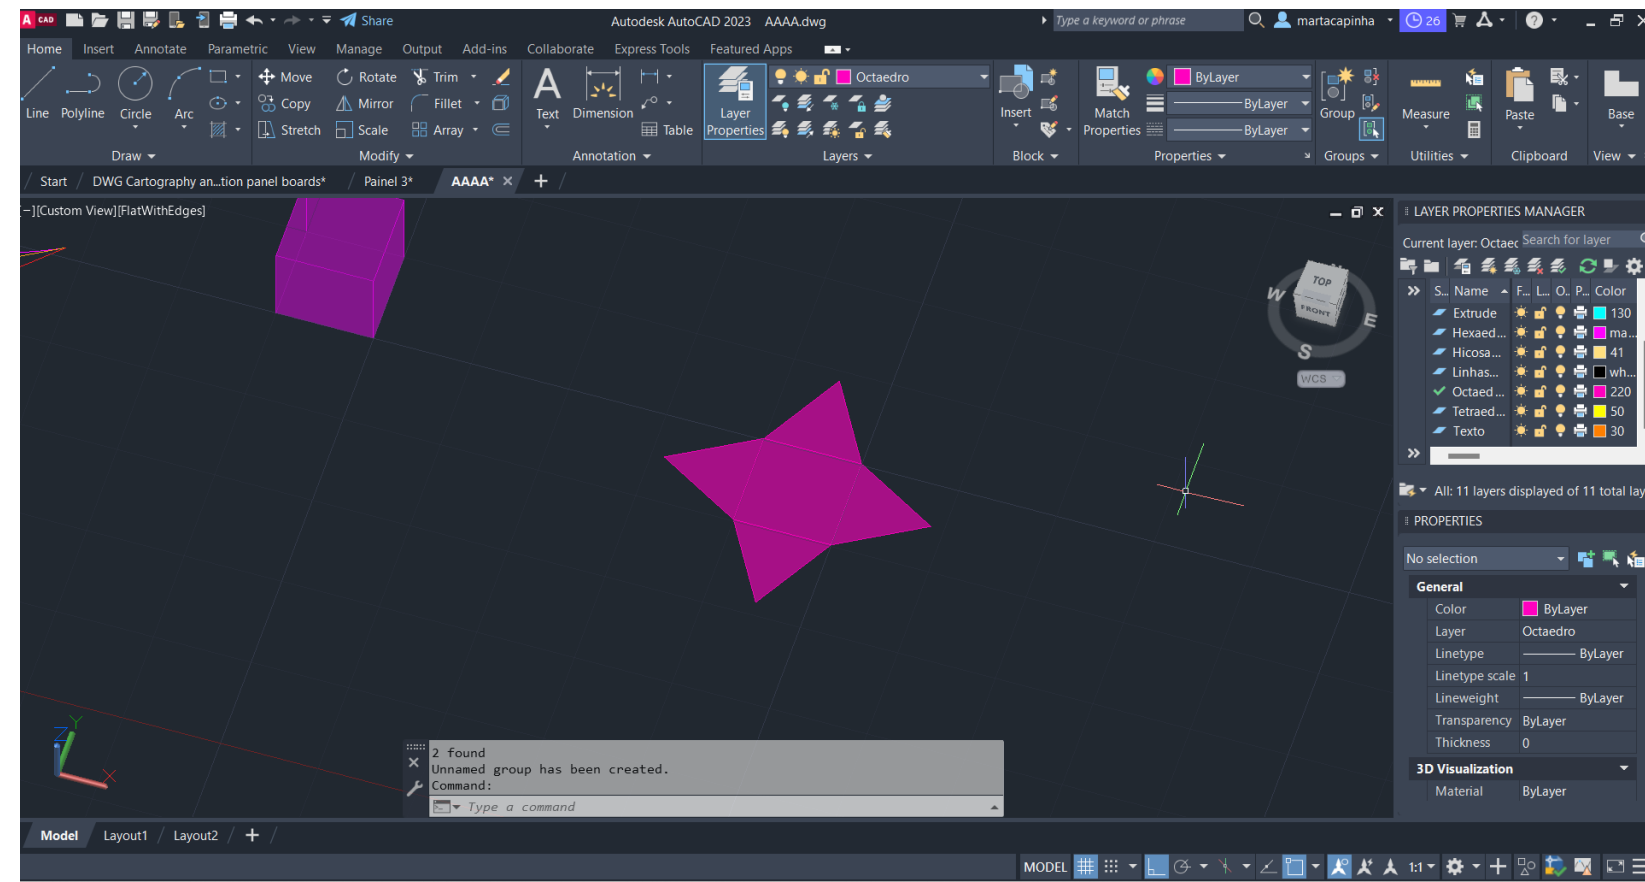 A CAD Share Autodesk AutoCAD 2023 AAAA.dwg Type a keyword or phrase martacapinha 26
Home Insert Annotate Parametric View Manage Output Add-ins Collaborate Express Tools Featured Apps
Line Polyline Circle Arc
Move Rotate Trim
Copy Mirror Fillet
Stretch Scale Array
Text Dimension Table
Layer Properties
Octaedro
Insert
Match Properties
ByLayer
ByLayer
ByLayer
Group
Measure
Paste
Base
Draw Modify Annotation Layers Block Properties Groups Utilities Clipboard View
Start DWG Cartography an...tion panel boards* Painel 3* AAAA*
[−][Custom View][FlatWithEdges]
TOP
FRONT
W
S
E
WCS
LAYER PROPERTIES MANAGER
Current layer: Octaec Search for layer
S.. Name F... L... O.. P... Color
Extrude 130
Hexaed... ma...
Hicosa... 41
Linhas... wh...
Octaed... 220
Tetraed... 50
Texto 30
All: 11 layers displayed of 11 total lay
PROPERTIES
No selection
General
Color ByLayer
Layer Octaedro
Linetype ByLayer
Linetype scale 1
Lineweight ByLayer
Transparency ByLayer
Thickness 0
3D Visualization
Material ByLayer
Z
Y
X
2 found
Unnamed group has been created.
Command:
Type a command
Model Layout1 Layout2
MODEL 1:1